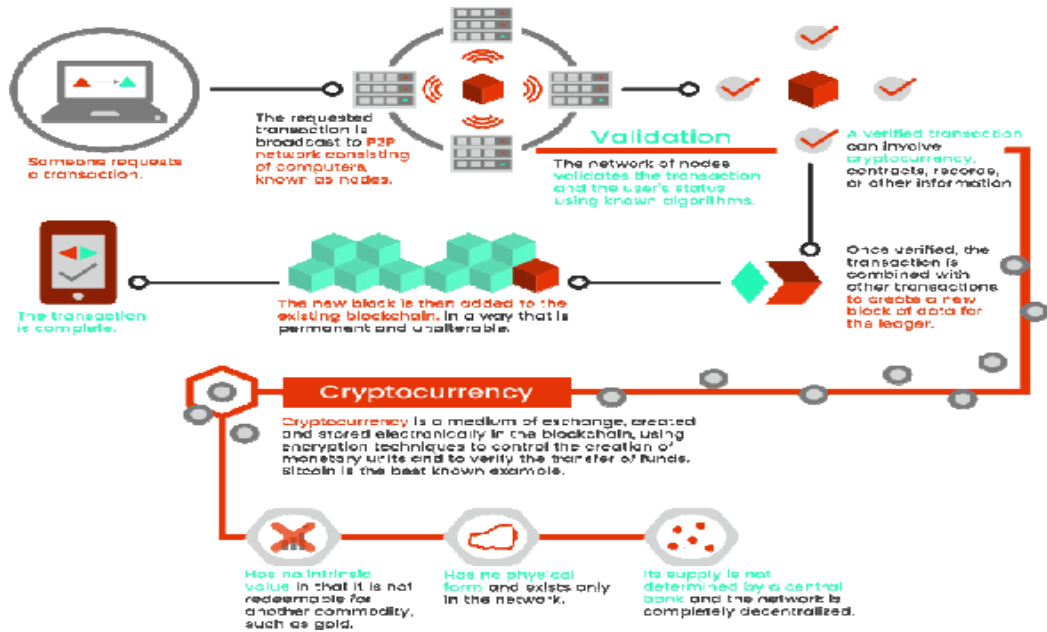 Someone requests
a transaction.
The requested
transaction is
broadcast to P2P
network consisting
of computers,
known as nodes.
Validation
The network of nodes
validates the transaction
and the user's status
using known algorithms.
A verified transaction
can involve
cryptocurrency,
contracts, records,
or other information
Once verified, the
transaction is
combined with
other transactions
to create a new
block of data for
the leager.
The new block is then added to the
existing blockchain, in a way that is
permanent and unalterable.
The transaction
is complete.
Cryptocurrency
Cryptocurrency is a medium of exchange, created
and stored electronically in the blockchain, using
encryption techniques to control the creation of
monetary units and to verify the transfer of funds.
Bitcoin is the best known example.
Has no intrinsic
value in that it is not
redeemable for
another commodity,
such as gold.
Has no physical
form and exists only
in the network.
Its supply is not
determined by a central
bank and the network is
completely decentralized.